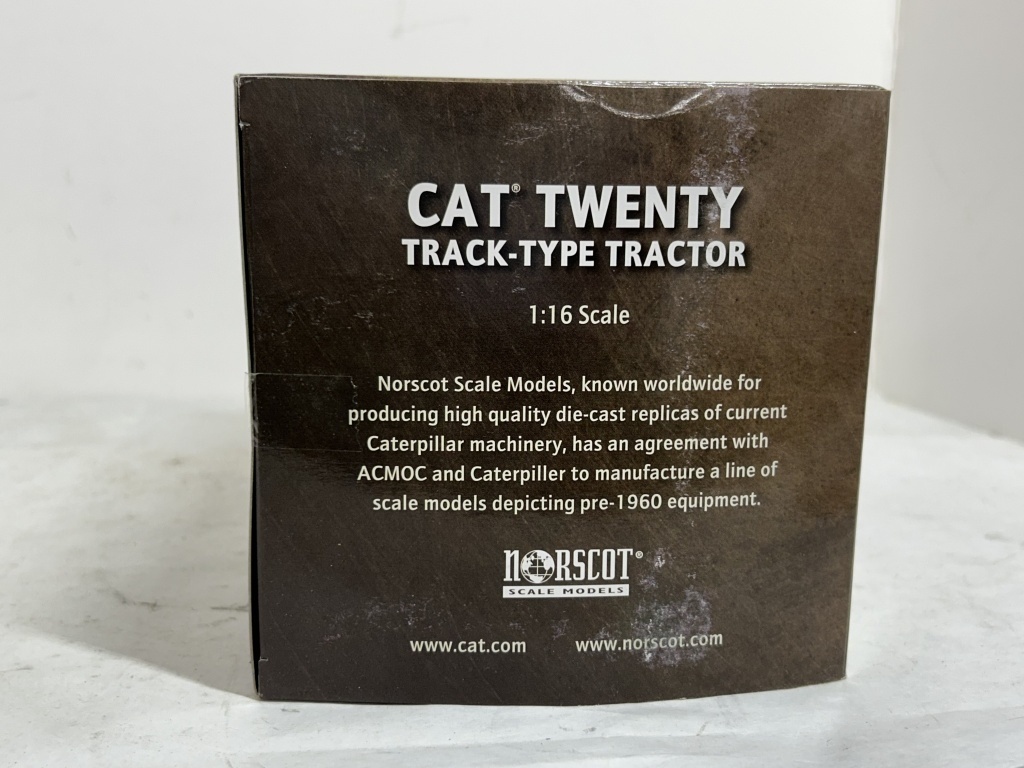 CAT® TWENTY
TRACK-TYPE TRACTOR
1:16 Scale
Norscot Scale Models, known worldwide for
producing high quality die-cast replicas of current
Caterpillar machinery, has an agreement with
ACMOC and Caterpiller to manufacture a line of
scale models depicting pre-1960 equipment.
NORSCOT®
SCALE MODELS
www.cat.com www.norscot.com